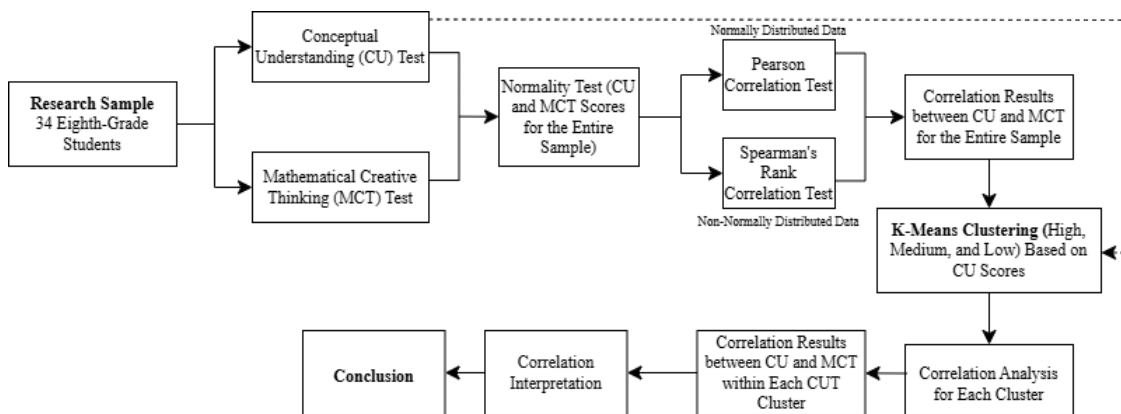 Conceptual
Understanding (CU) Test
Research Sample
34 Eighth-Grade
Students
Mathematical Creative
Thinking (MCT) Test
Normality Test (CU
and MCT Scores
for the Entire
Sample)
Normally Distributed Data
Pearson
Correlation Test
Spearman's
Rank
Correlation Test
Non-Normally Distributed Data
Correlation Results
between CU and MCT
for the Entire Sample
K-Means Clustering (High,
Medium, and Low) Based on
CU Scores
Correlation Analysis
for Each Cluster
Correlation Results
between CU and MCT
within Each CUT
Cluster
Correlation
Interpretation
Conclusion